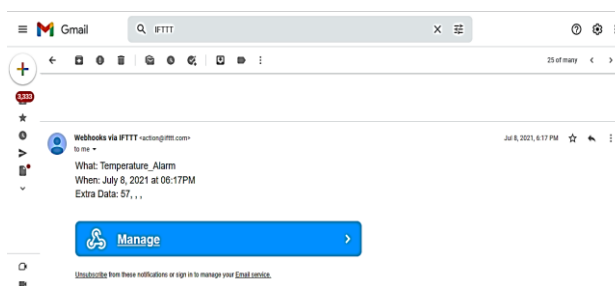 Gmail
IFTTT
25 of many
3,333
Webhooks via IFTTT <action@ifttt.com>
Jul 8, 2021, 6:17 PM
to me
What: Temperature_Alarm
When: July 8, 2021 at 06:17PM
Extra Data: 57, , ,
Manage
Unsubscribe from these notifications or sign in to manage your Email service.